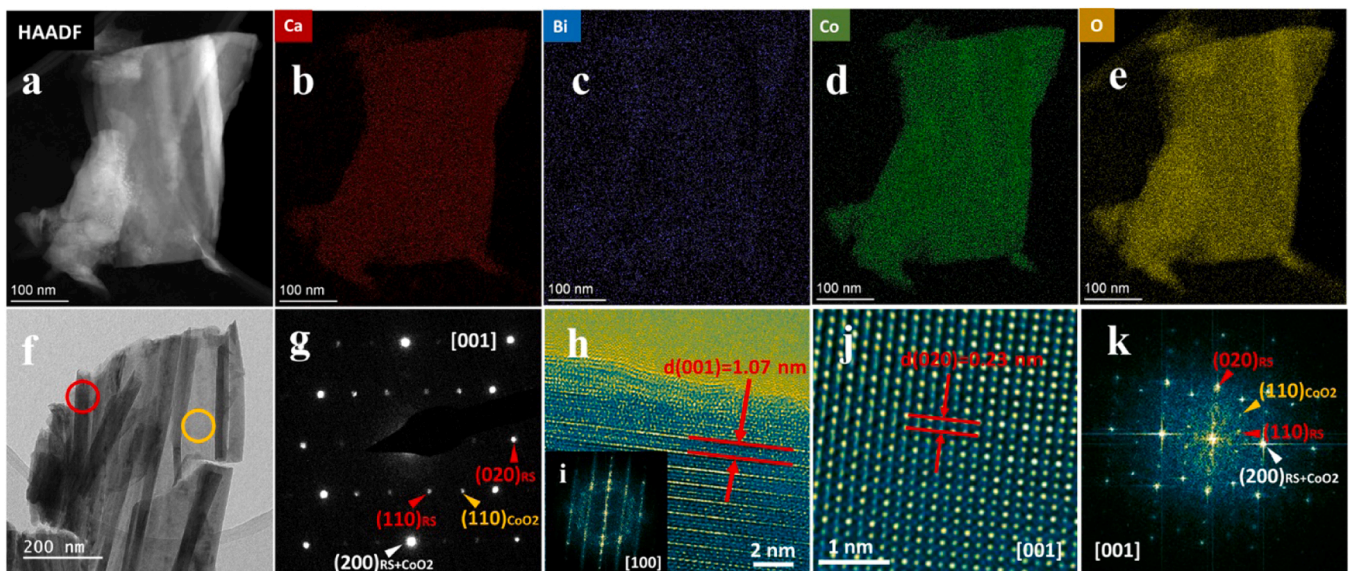 HAADF
a
100 nm
Ca
b
100 nm
Bi
c
100 nm
Co
d
100 nm
O
e
100 nm
f
200 nm
g
[001]
(020)RS
(110)RS
(110)CoO2
(200)RS+CoO2
h
d(001)=1.07 nm
i
[100]
2 nm
j
d(020)=0.23 nm
1 nm
[001]
k
(020)RS
(110)CoO2
(110)RS
(200)RS+CoO2
[001]